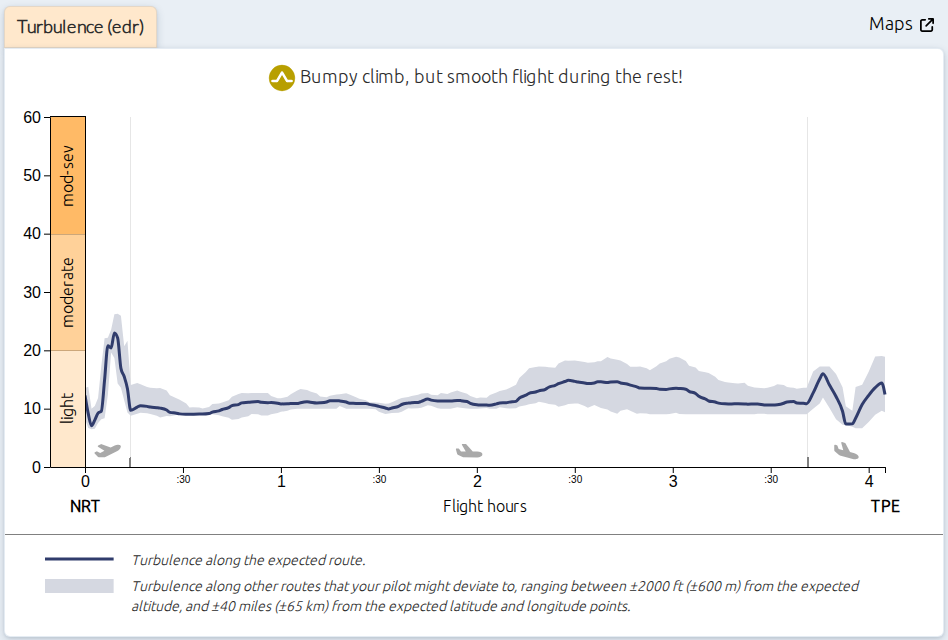 Turbulence (edr)
Maps
Bumpy climb, but smooth flight during the rest!
60
50
40
30
20
10
0
mod-sev
moderate
light
0
:30
1
:30
2
:30
3
:30
4
NRT
Flight hours
TPE
Turbulence along the expected route.
Turbulence along other routes that your pilot might deviate to, ranging between ±2000 ft (±600 m) from the expected
altitude, and ±40 miles (±65 km) from the expected latitude and longitude points.